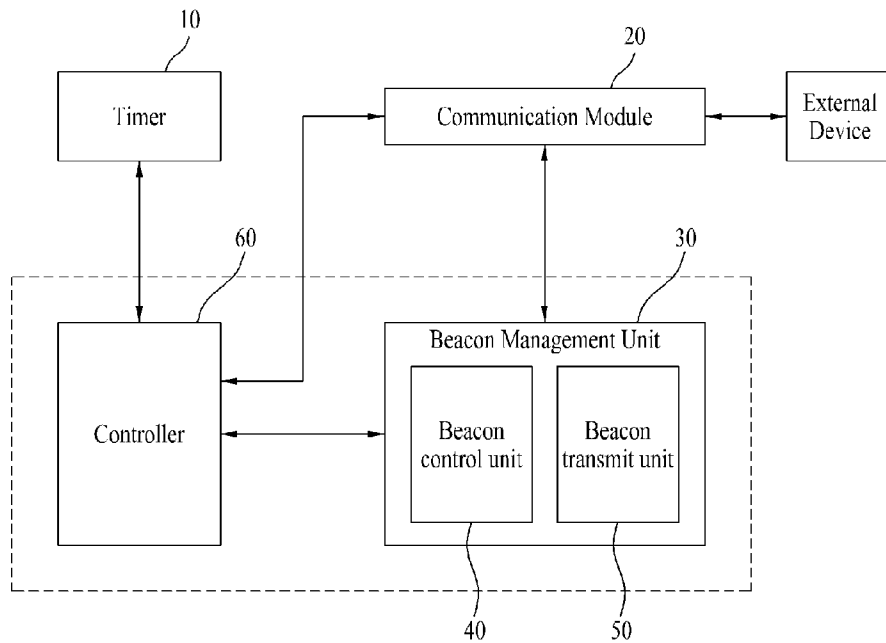 10
20
Timer
Communication Module
External
Device
60
30
Beacon Management Unit
Controller
Beacon
control unit
Beacon
transmit unit
40
50